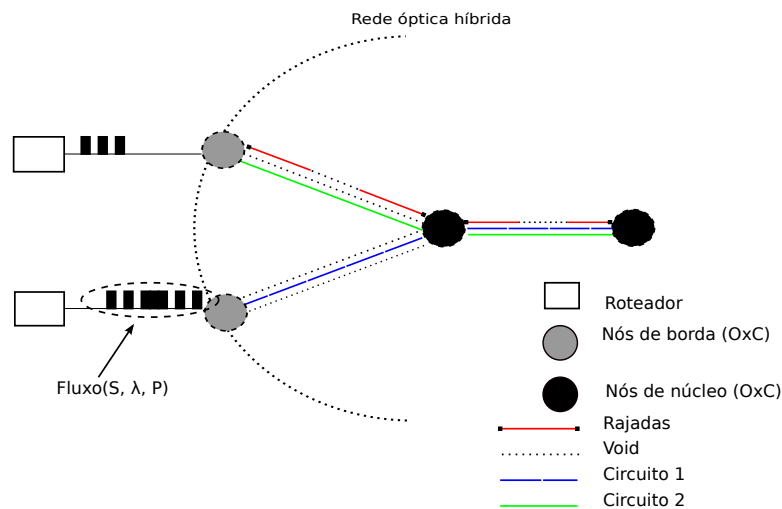 Rede óptica híbrida
Fluxo(S, λ, P)
Roteador
Nós de borda (OxC)
Nós de núcleo (OxC)
Rajadas
Void
Circuito 1
Circuito 2